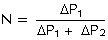 N = ΔP₁ / (ΔP₁ + ΔP₂)